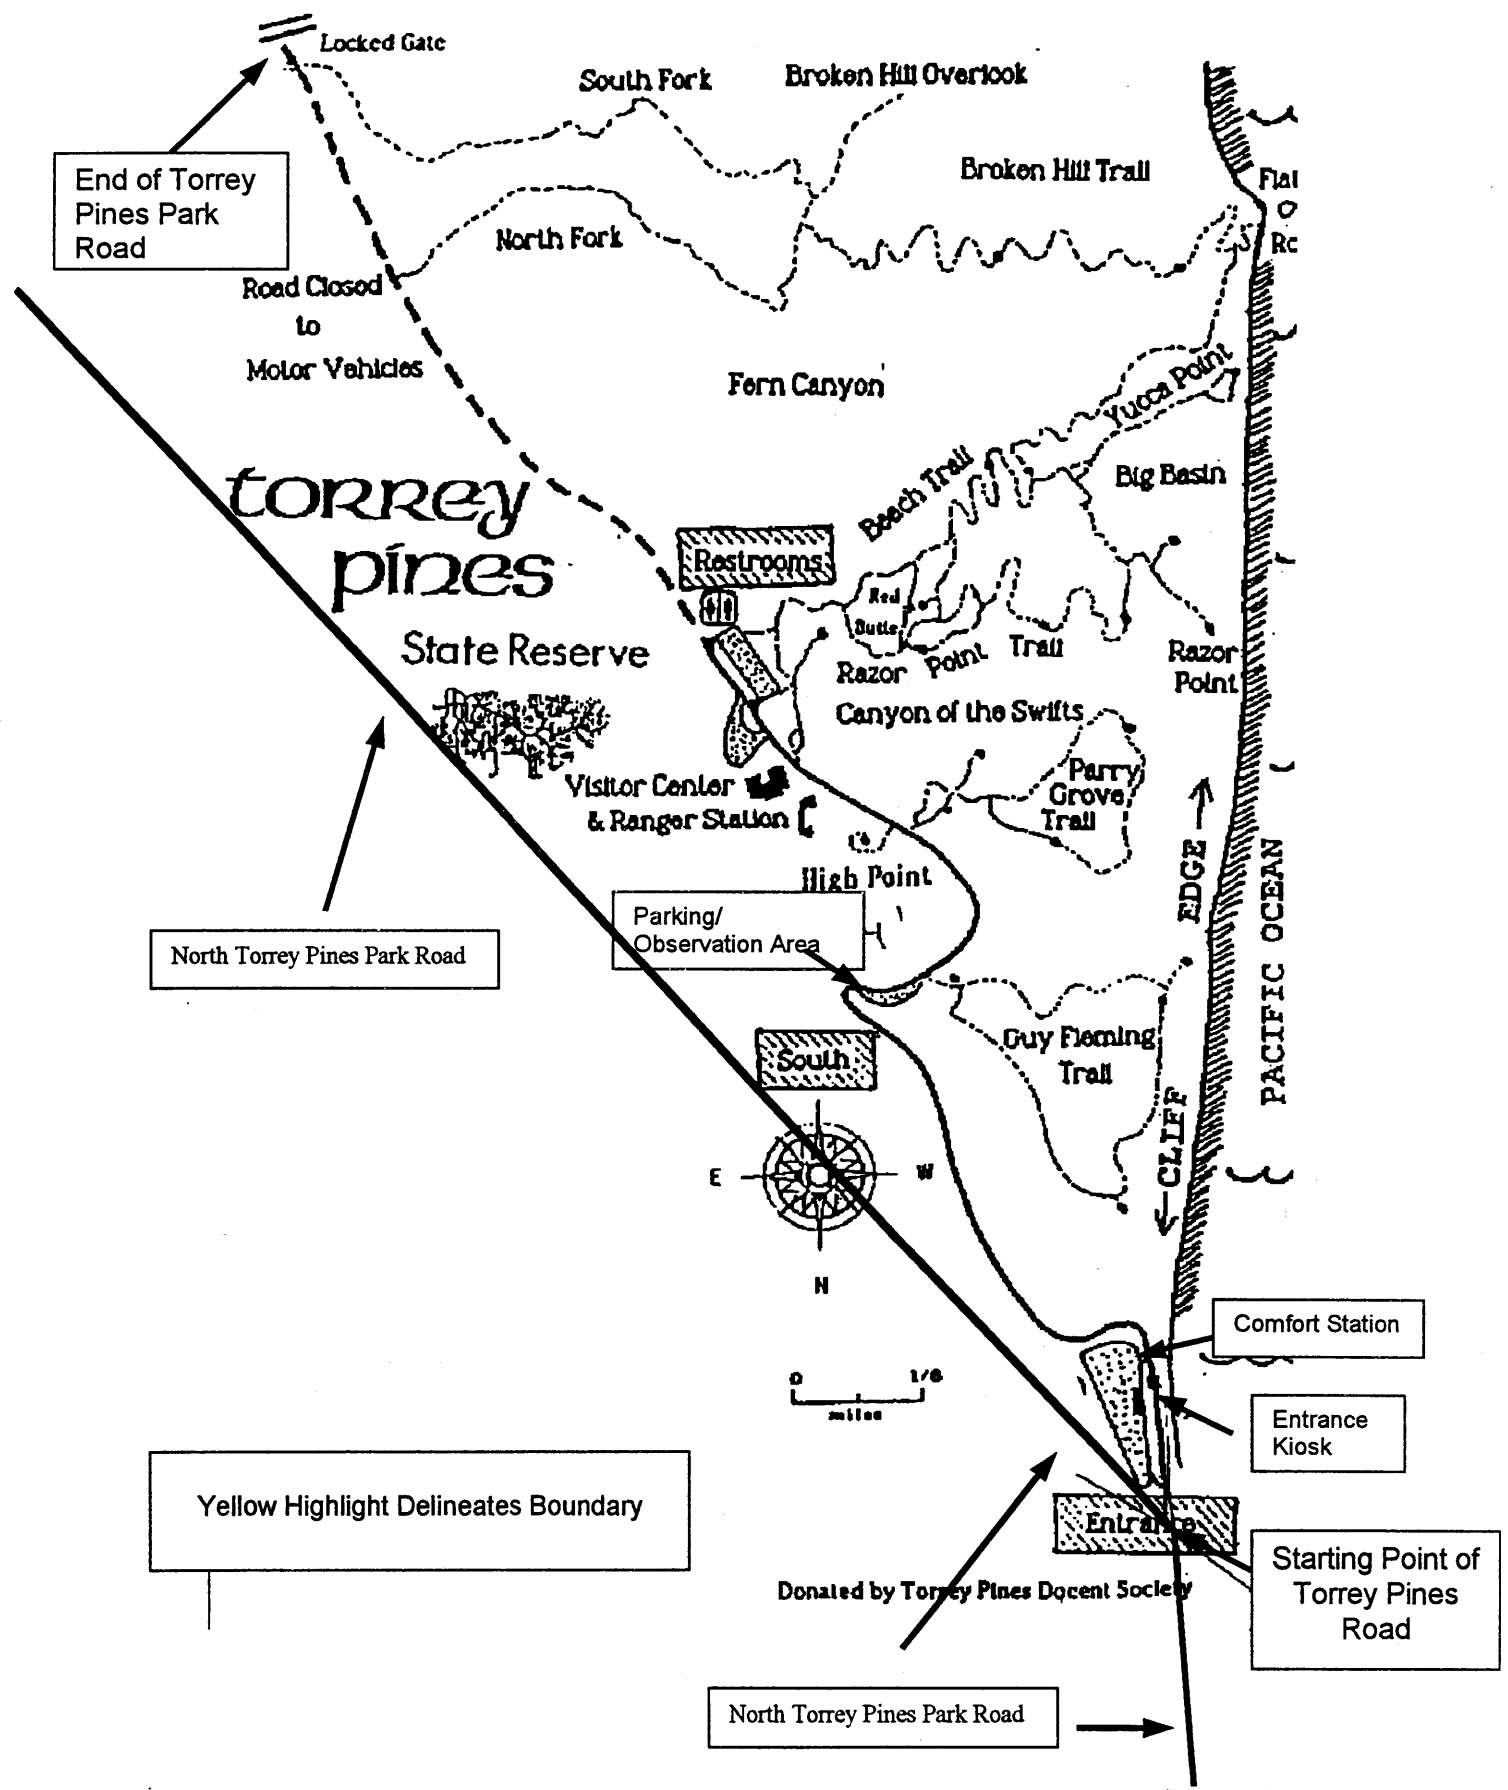 Locked Gate
South Fork
Broken Hill Overlook
End of Torrey
Pines Park
Road
Broken Hill Trail
Flat
Ro
North Fork
Road Closed
to
Motor Vehicles
Fern Canyon
Yucca Point
torrey
pines
State Reserve
Beach Trail
Big Basin
Restrooms
Red
Butte
Razor Point Trail
Razor
Point
Canyon of the Swifts
Visitor Center
& Ranger Station
Parry
Grove
Trail
High Point
Parking/
Observation Area
North Torrey Pines Park Road
← CLIFF EDGE →
PACIFIC OCEAN
Guy Fleming
Trail
South
E
W
N
Comfort Station
0 1/8
miles
Entrance
Kiosk
Yellow Highlight Delineates Boundary
Entrance
Starting Point of
Torrey Pines
Road
Donated by Torrey Pines Docent Society
North Torrey Pines Park Road